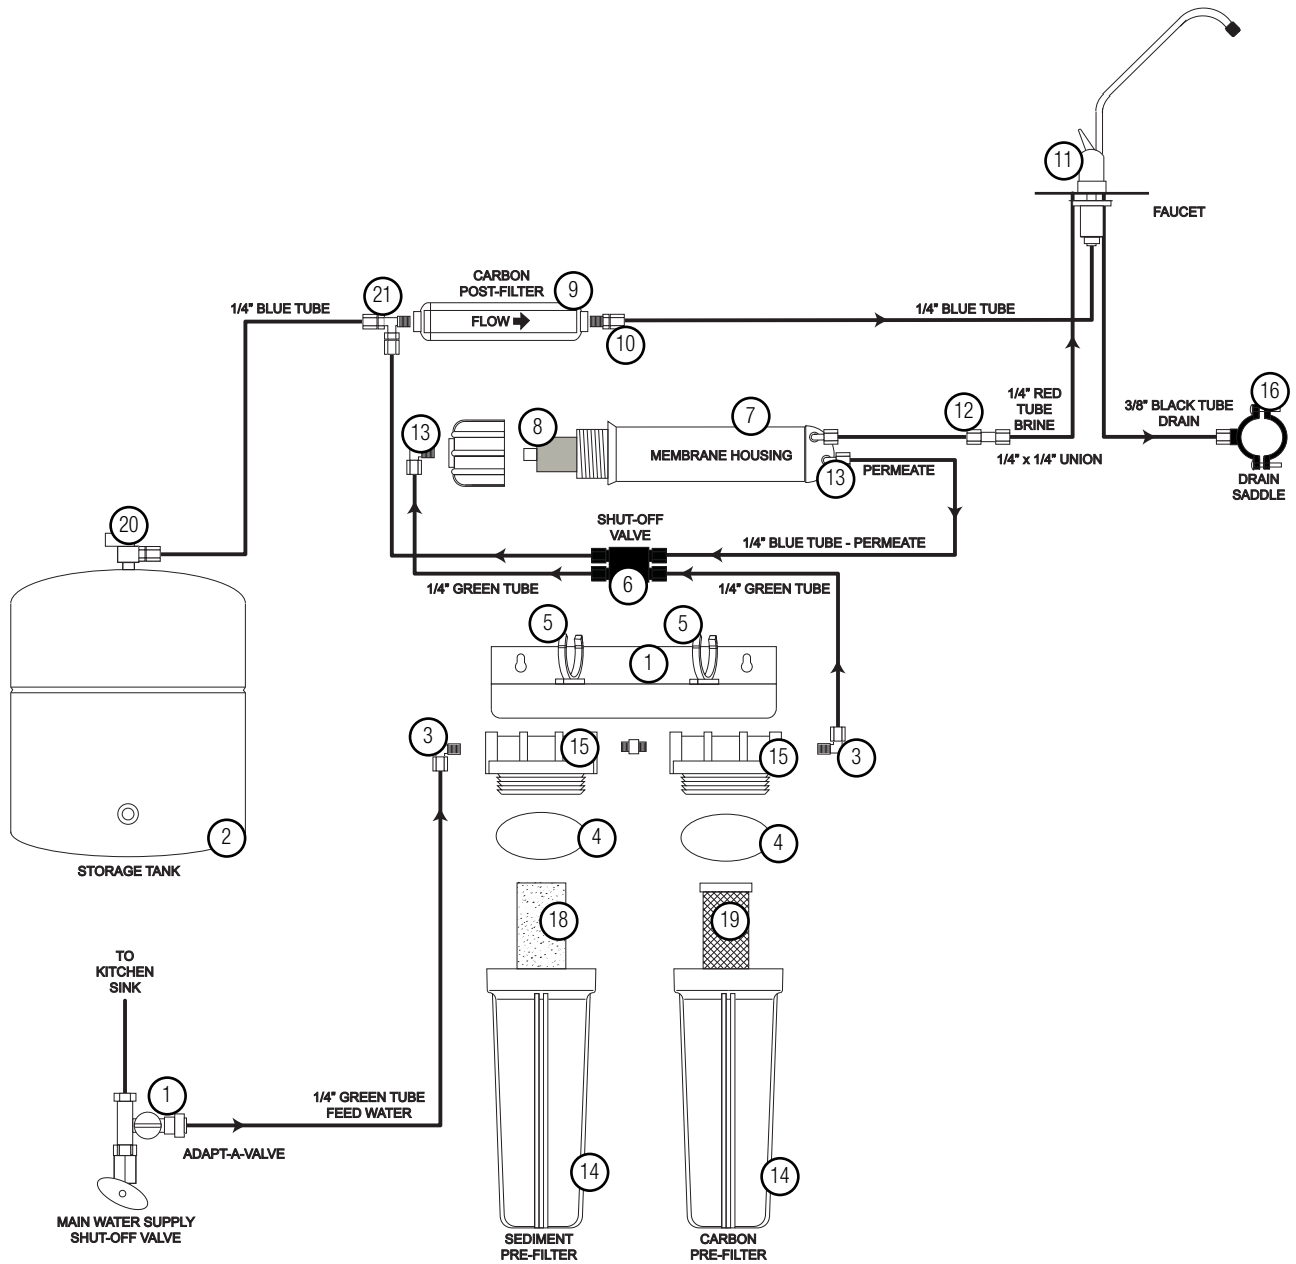 11
FAUCET
CARBON
POST-FILTER
9
21
1/4" BLUE TUBE
FLOW
1/4" BLUE TUBE
10
16
1/4" RED
TUBE
BRINE
3/8" BLACK TUBE
DRAIN
12
7
8
13
MEMBRANE HOUSING
1/4" x 1/4" UNION
PERMEATE
13
DRAIN
SADDLE
20
SHUT-OFF
VALVE
1/4" BLUE TUBE - PERMEATE
6
1/4" GREEN TUBE
1/4" GREEN TUBE
5
5
1
3
15
15
3
2
4
4
STORAGE TANK
18
19
TO
KITCHEN
SINK
1
1/4" GREEN TUBE
FEED WATER
ADAPT-A-VALVE
14
14
MAIN WATER SUPPLY
SHUT-OFF VALVE
SEDIMENT
PRE-FILTER
CARBON
PRE-FILTER